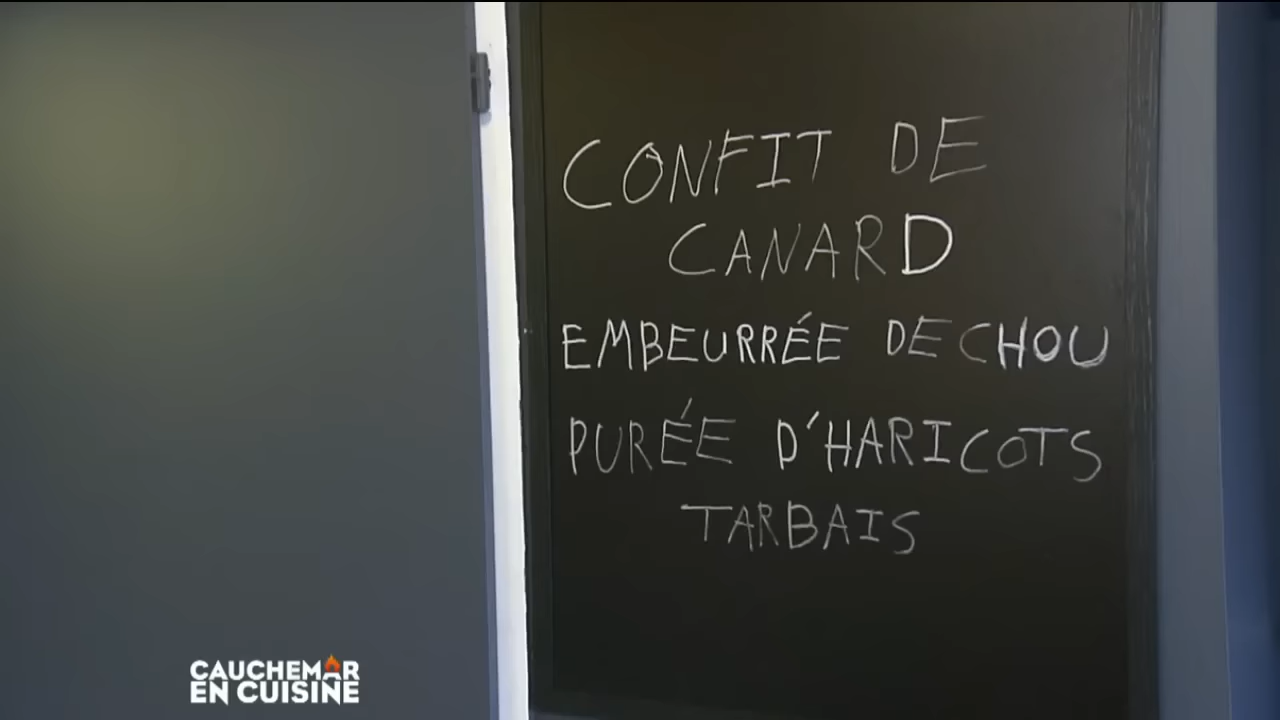 CONFIT DE
CANARD
EMBEURRÉE DE CHOU
PURÉE D'HARICOTS
TARBAIS
CAUCHEMAR
EN CUISINE